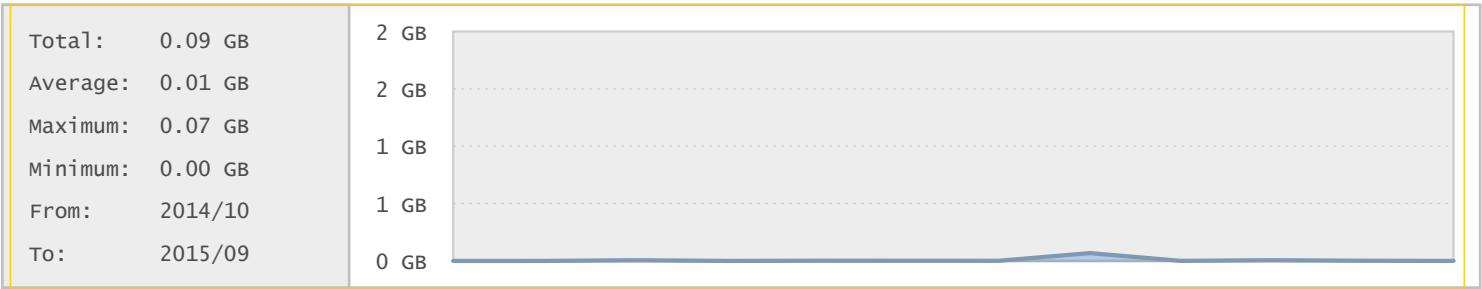 Total: 0.09 GB
Average: 0.01 GB
Maximum: 0.07 GB
Minimum: 0.00 GB
From: 2014/10
To: 2015/09
2 GB
2 GB
1 GB
1 GB
0 GB